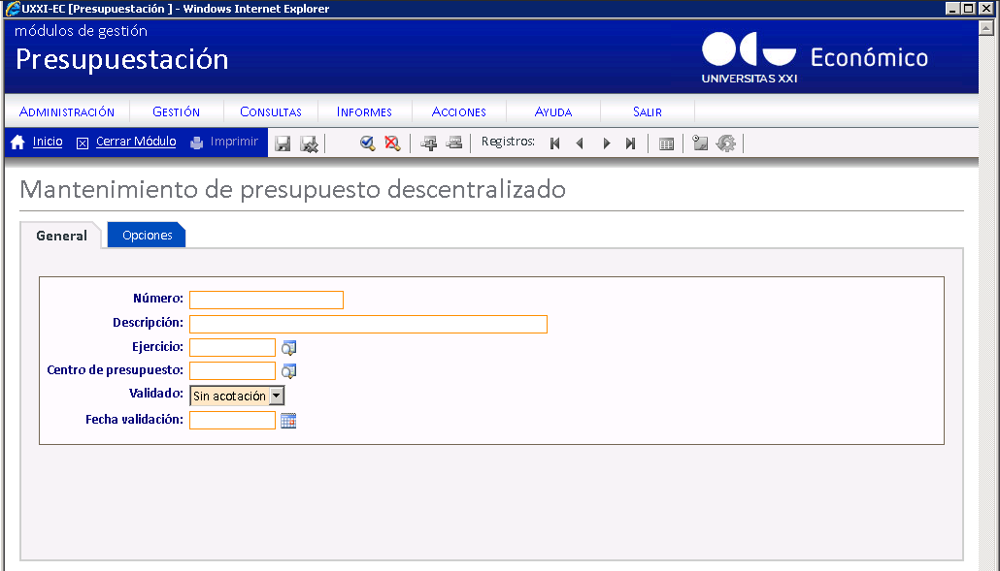 UXXI-EC [Presupuestación ] - Windows Internet Explorer
módulos de gestión
Presupuestación
UNIVERSITAS XXI
Económico
ADMINISTRACIÓN GESTIÓN CONSULTAS INFORMES ACCIONES AYUDA SALIR
Inicio Cerrar Módulo Imprimir Registros:
Mantenimiento de presupuesto descentralizado
General Opciones
Número:
Descripción:
Ejercicio:
Centro de presupuesto:
Validado: Sin acotación
Fecha validación: